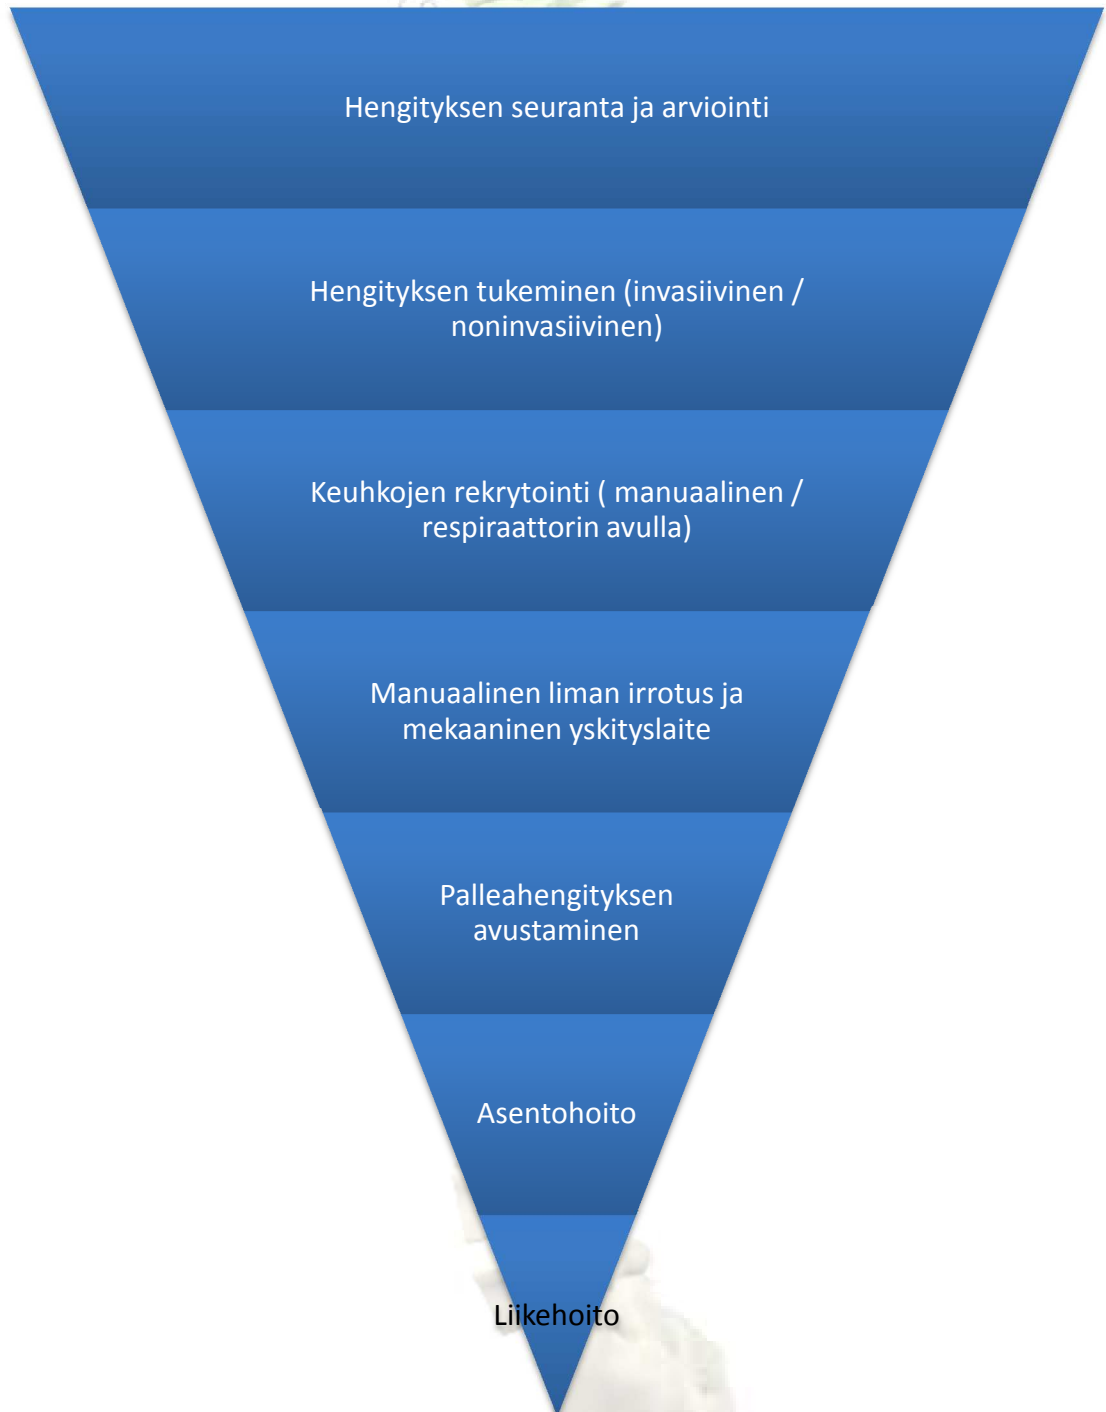 Hengityksen seuranta ja arviointi
Hengityksen tukeminen (invasiivinen /
noninvasiivinen)
Keuhkojen rekrytointi ( manuaalinen /
respiraattorin avulla)
Manuaalinen liman irrotus ja
mekaaninen yskityslaite
Palleahengityksen
avustaminen
Asentohoito
Liikehoito